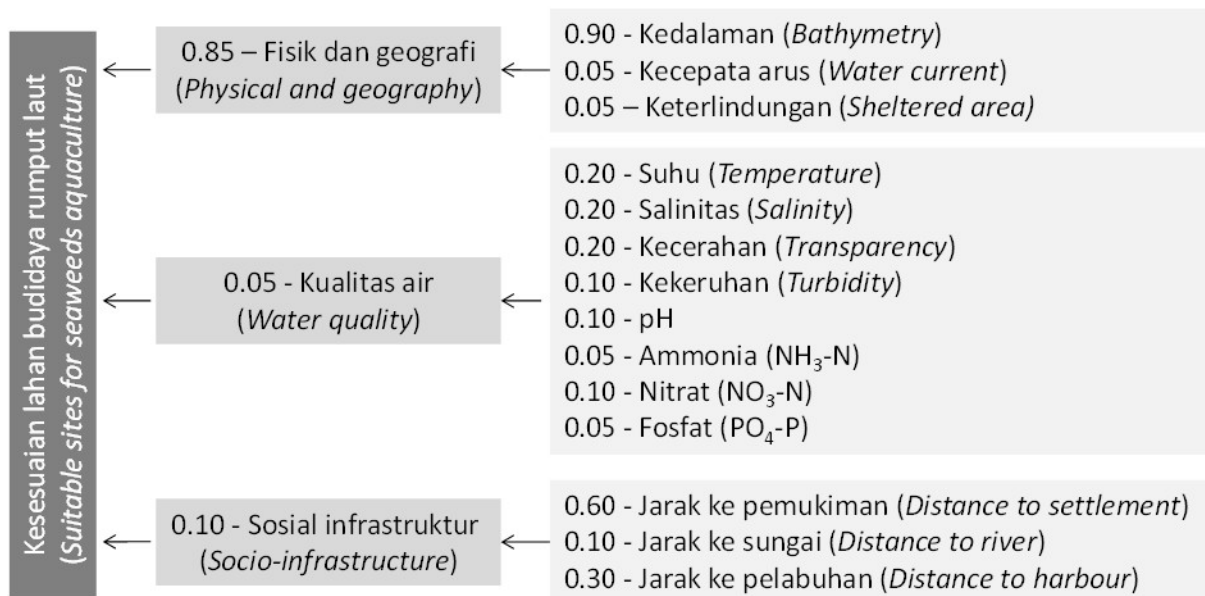 Kesesuaian lahan budidaya rumput laut
(Suitable sites for seaweeds aquaculture)
0.85 – Fisik dan geografi
(Physical and geography)
0.90 - Kedalaman (Bathymetry)
0.05 - Kecepata arus (Water current)
0.05 – Keterlindungan (Sheltered area)
0.05 - Kualitas air
(Water quality)
0.20 - Suhu (Temperature)
0.20 - Salinitas (Salinity)
0.20 - Kecerahan (Transparency)
0.10 - Kekeruhan (Turbidity)
0.10 - pH
0.05 - Ammonia (NH₃-N)
0.10 - Nitrat (NO₃-N)
0.05 - Fosfat (PO₄-P)
0.10 - Sosial infrastruktur
(Socio-infrastructure)
0.60 - Jarak ke pemukiman (Distance to settlement)
0.10 - Jarak ke sungai (Distance to river)
0.30 - Jarak ke pelabuhan (Distance to harbour)